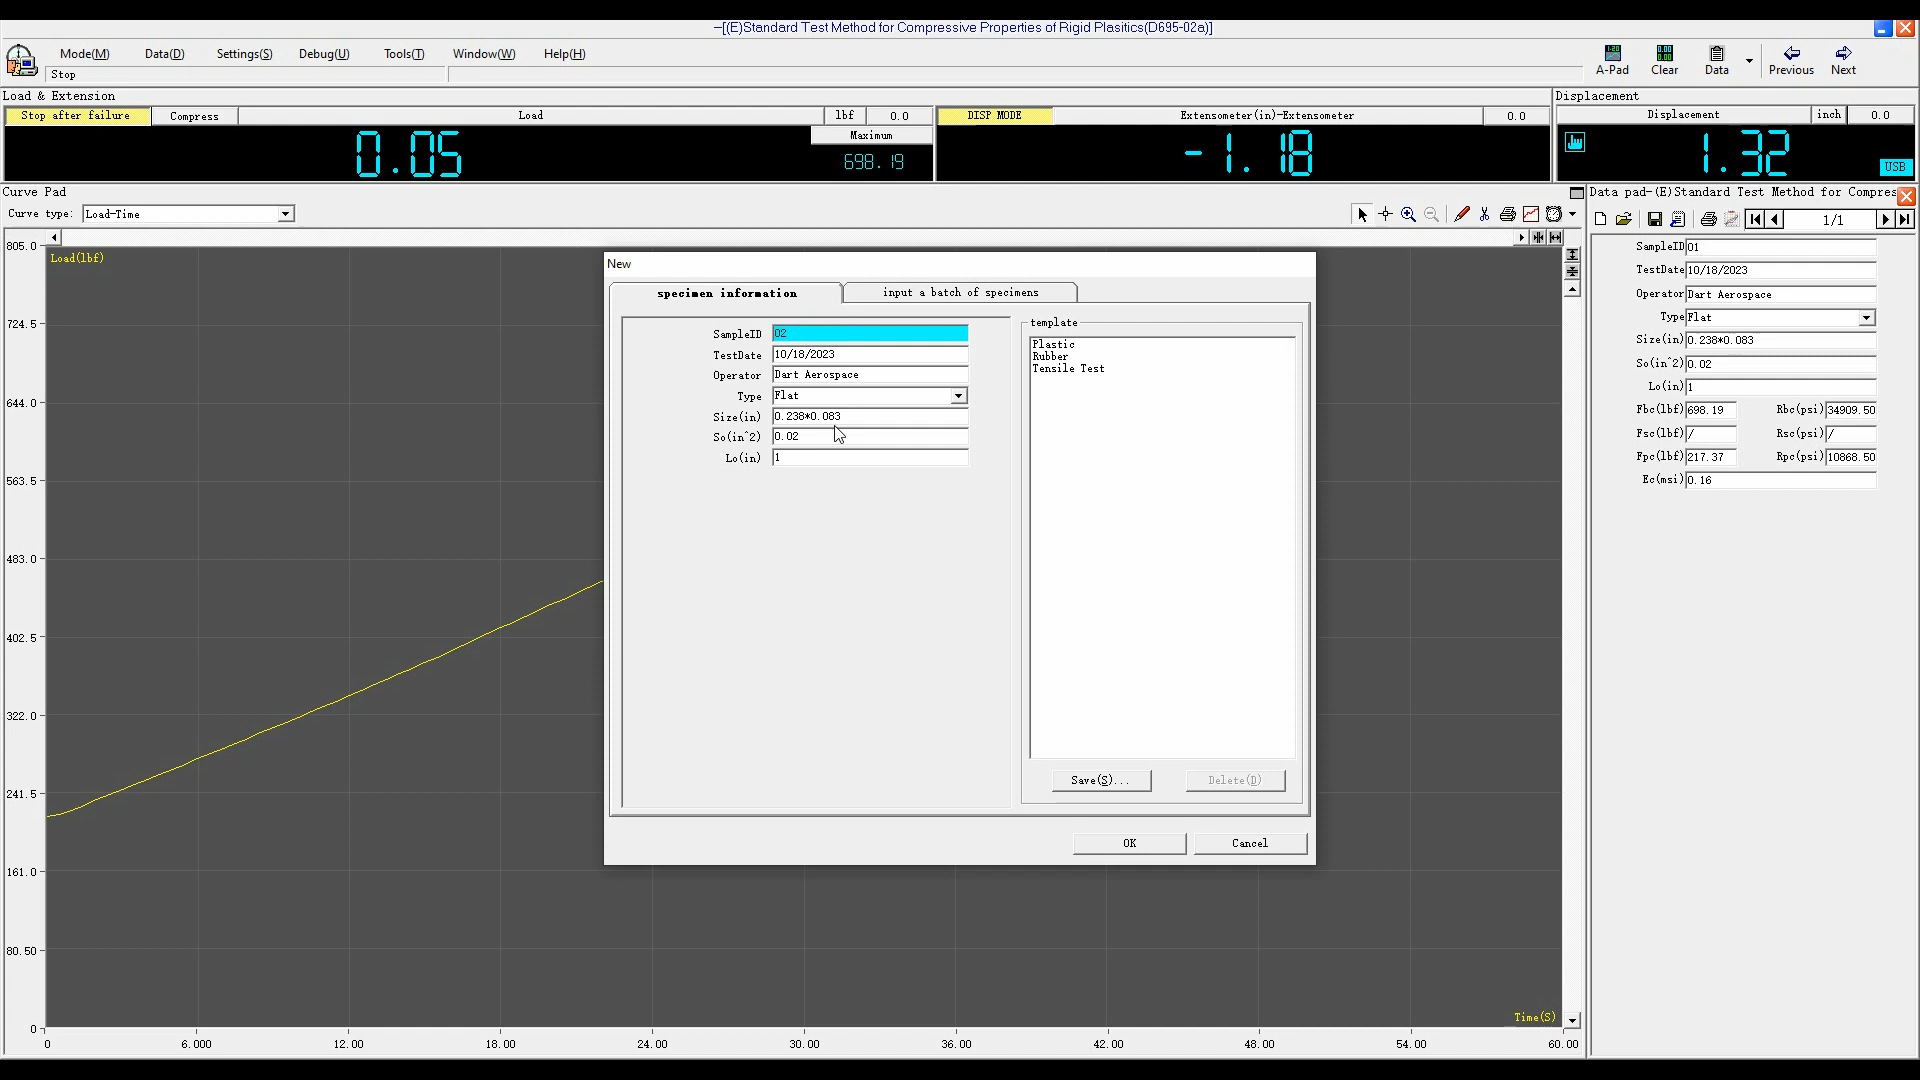 —[(E)Standard Test Method for Compressive Properties of Rigid Plasitics(D695-02a)]
Mode(M) Data(D) Settings(S) Debug(U) Tools(T) Window(W) Help(H)
Stop
A-Pad Clear Data Previous Next
Load & Extension
Stop after failure Compress Load lbf 0.0
Maximum
0.05
698.19
DISP MODE Extensometer(in)-Extensometer 0.0
-1.18
Displacement
Displacement inch 0.0
1.32
USB
Curve Pad
Curve type: Load-Time
805.0
Load(lbf)
724.5
644.0
563.5
483.0
402.5
322.0
241.5
161.0
80.50
0
0 6.000 12.00 18.00 24.00 30.00 36.00 42.00 48.00 54.00 60.00
Time(S)
New
specimen information input a batch of specimens
SampleID 02
TestDate 10/18/2023
Operator Dart Aerospace
Type Flat
Size(in) 0.238*0.083
So(in^2) 0.02
Lo(in) 1
template
Plastic
Rubber
Tensile Test
Save(S)... Delete(D)
OK Cancel
Data pad-(E)Standard Test Method for Compres
1/1
SampleID 01
TestDate 10/18/2023
Operator Dart Aerospace
Type Flat
Size(in) 0.238*0.083
So(in^2) 0.02
Lo(in) 1
Fbc(lbf) 698.19 Rbc(psi) 34909.50
Fsc(lbf) / Rsc(psi) /
Fpc(lbf) 217.37 Rpc(psi) 10868.50
Ec(msi) 0.16